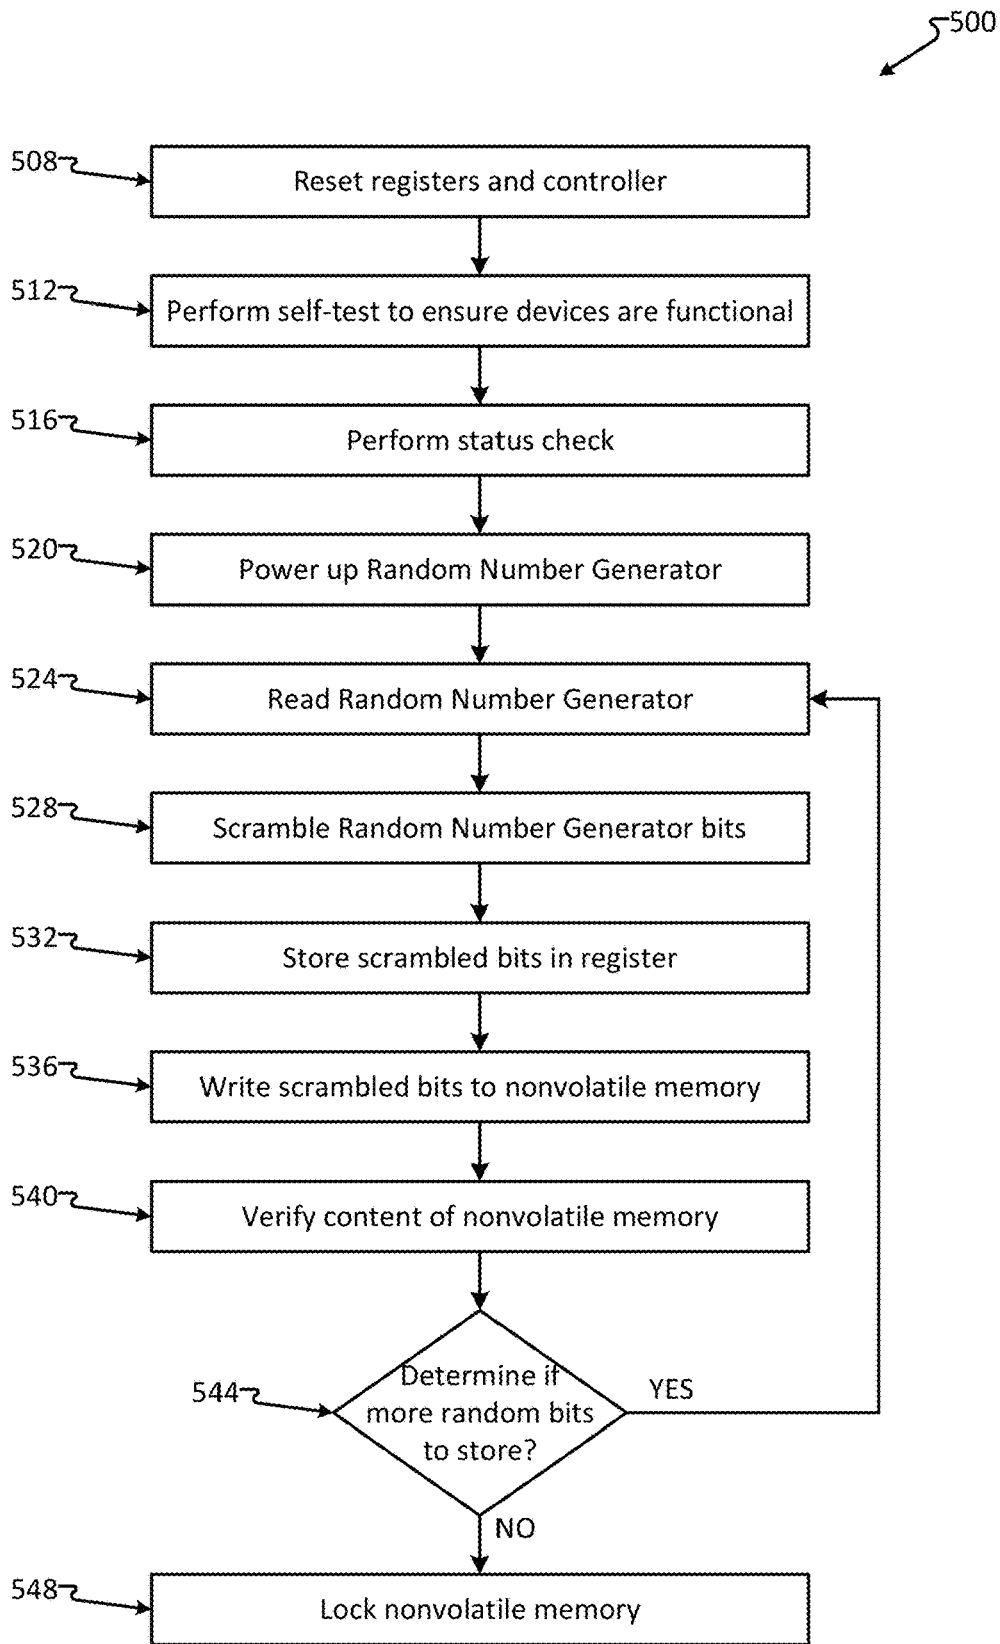 500
508
Reset registers and controller
512
Perform self-test to ensure devices are functional
516
Perform status check
520
Power up Random Number Generator
524
Read Random Number Generator
528
Scramble Random Number Generator bits
532
Store scrambled bits in register
536
Write scrambled bits to nonvolatile memory
540
Verify content of nonvolatile memory
544
Determine if
more random bits
to store?
YES
NO
548
Lock nonvolatile memory